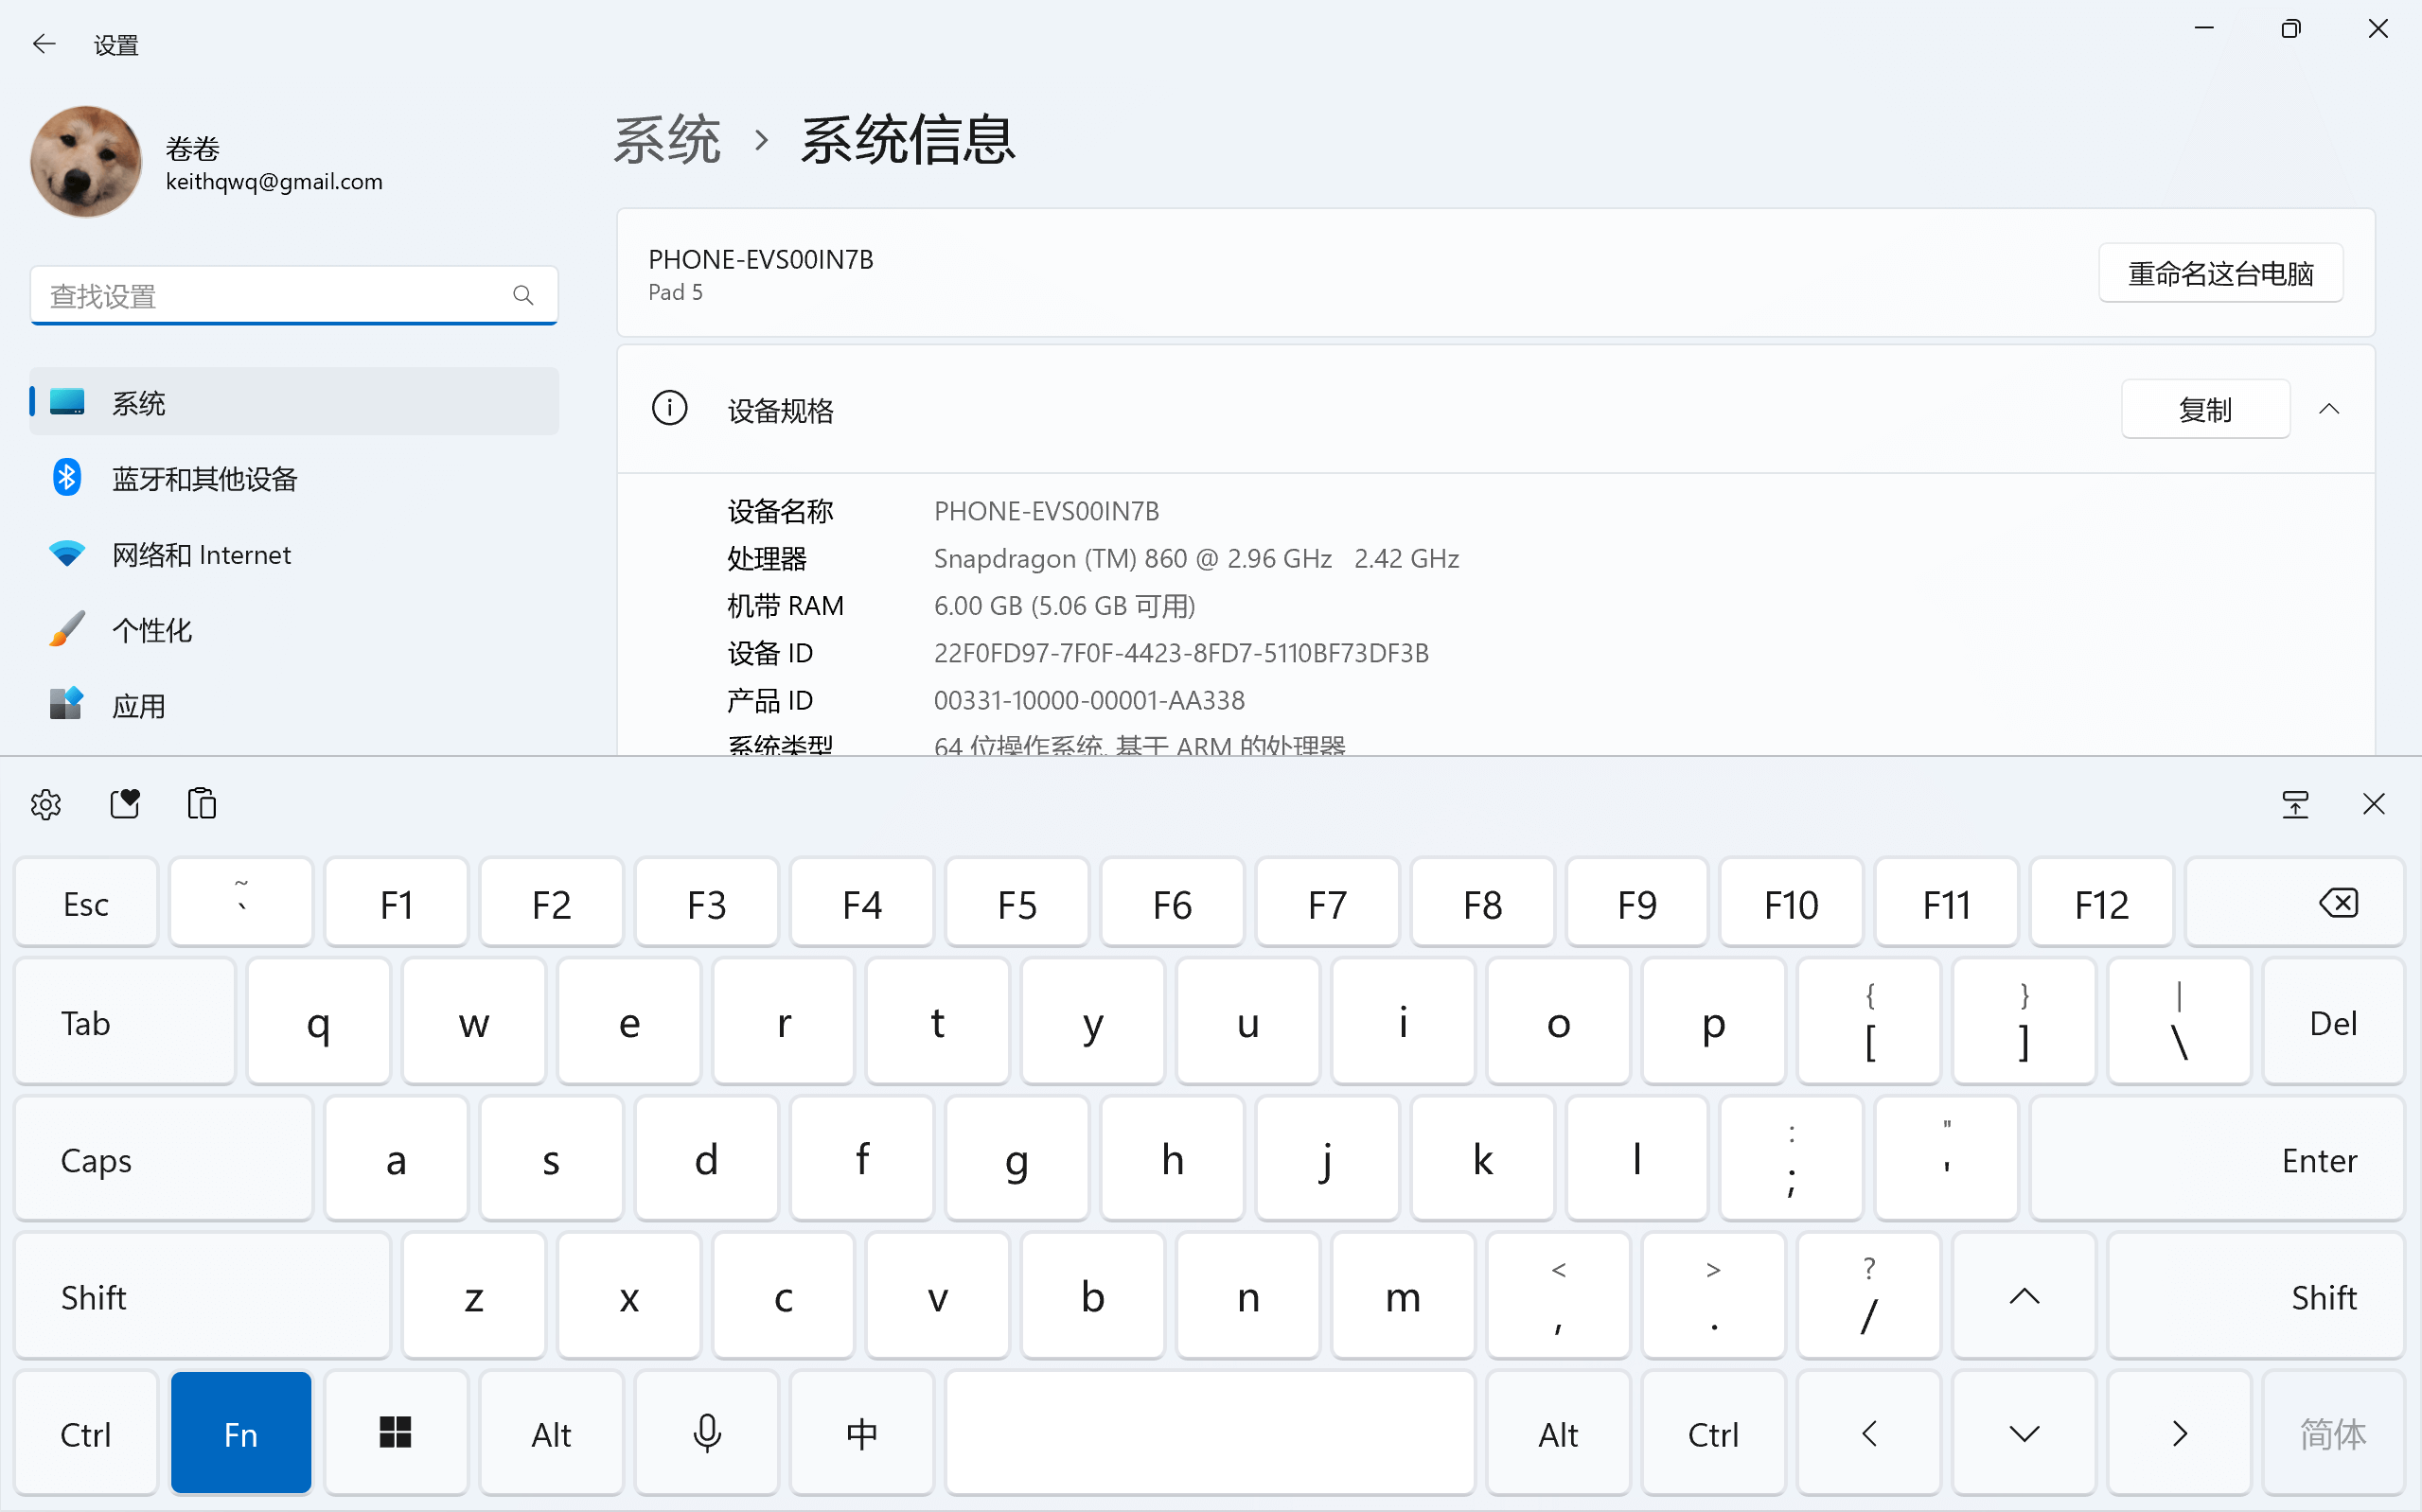 设置
卷卷
keithqwq@gmail.com
查找设置
系统
蓝牙和其他设备
网络和 Internet
个性化
应用
系统 › 系统信息
PHONE-EVS00IN7B
Pad 5
重命名这台电脑
设备规格
复制
设备名称 PHONE-EVS00IN7B
处理器 Snapdragon (TM) 860 @ 2.96 GHz 2.42 GHz
机带 RAM 6.00 GB (5.06 GB 可用)
设备 ID 22F0FD97-7F0F-4423-8FD7-5110BF73DF3B
产品 ID 00331-10000-00001-AA338
系统类型 64 位操作系统, 基于 ARM 的处理器
Esc ~ ` F1 F2 F3 F4 F5 F6 F7 F8 F9 F10 F11 F12
Tab q w e r t y u i o p { [ } ] | \ Del
Caps a s d f g h j k l : ; " ' Enter
Shift z x c v b n m < , > . ? / Shift
Ctrl Fn Alt 中 Alt Ctrl 简体